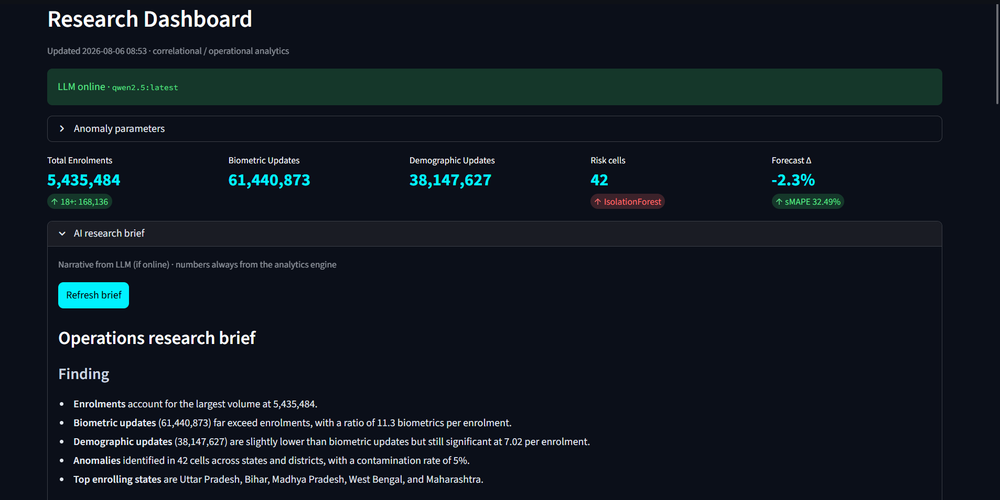 Research Dashboard
Updated 2026-08-06 08:53 · correlational / operational analytics
LLM online · qwen2.5:latest
Anomaly parameters
Total Enrolments
5,435,484
↑ 18+: 168,136
Biometric Updates
61,440,873
Demographic Updates
38,147,627
Risk cells
42
↑ IsolationForest
Forecast Δ
-2.3%
↑ sMAPE 32.49%
AI research brief
Narrative from LLM (if online) · numbers always from the analytics engine
Refresh brief
Operations research brief
Finding
• Enrolments account for the largest volume at 5,435,484.
• Biometric updates (61,440,873) far exceed enrolments, with a ratio of 11.3 biometrics per enrolment.
• Demographic updates (38,147,627) are slightly lower than biometric updates but still significant at 7.02 per enrolment.
• Anomalies identified in 42 cells across states and districts, with a contamination rate of 5%.
• Top enrolling states are Uttar Pradesh, Bihar, Madhya Pradesh, West Bengal, and Maharashtra.